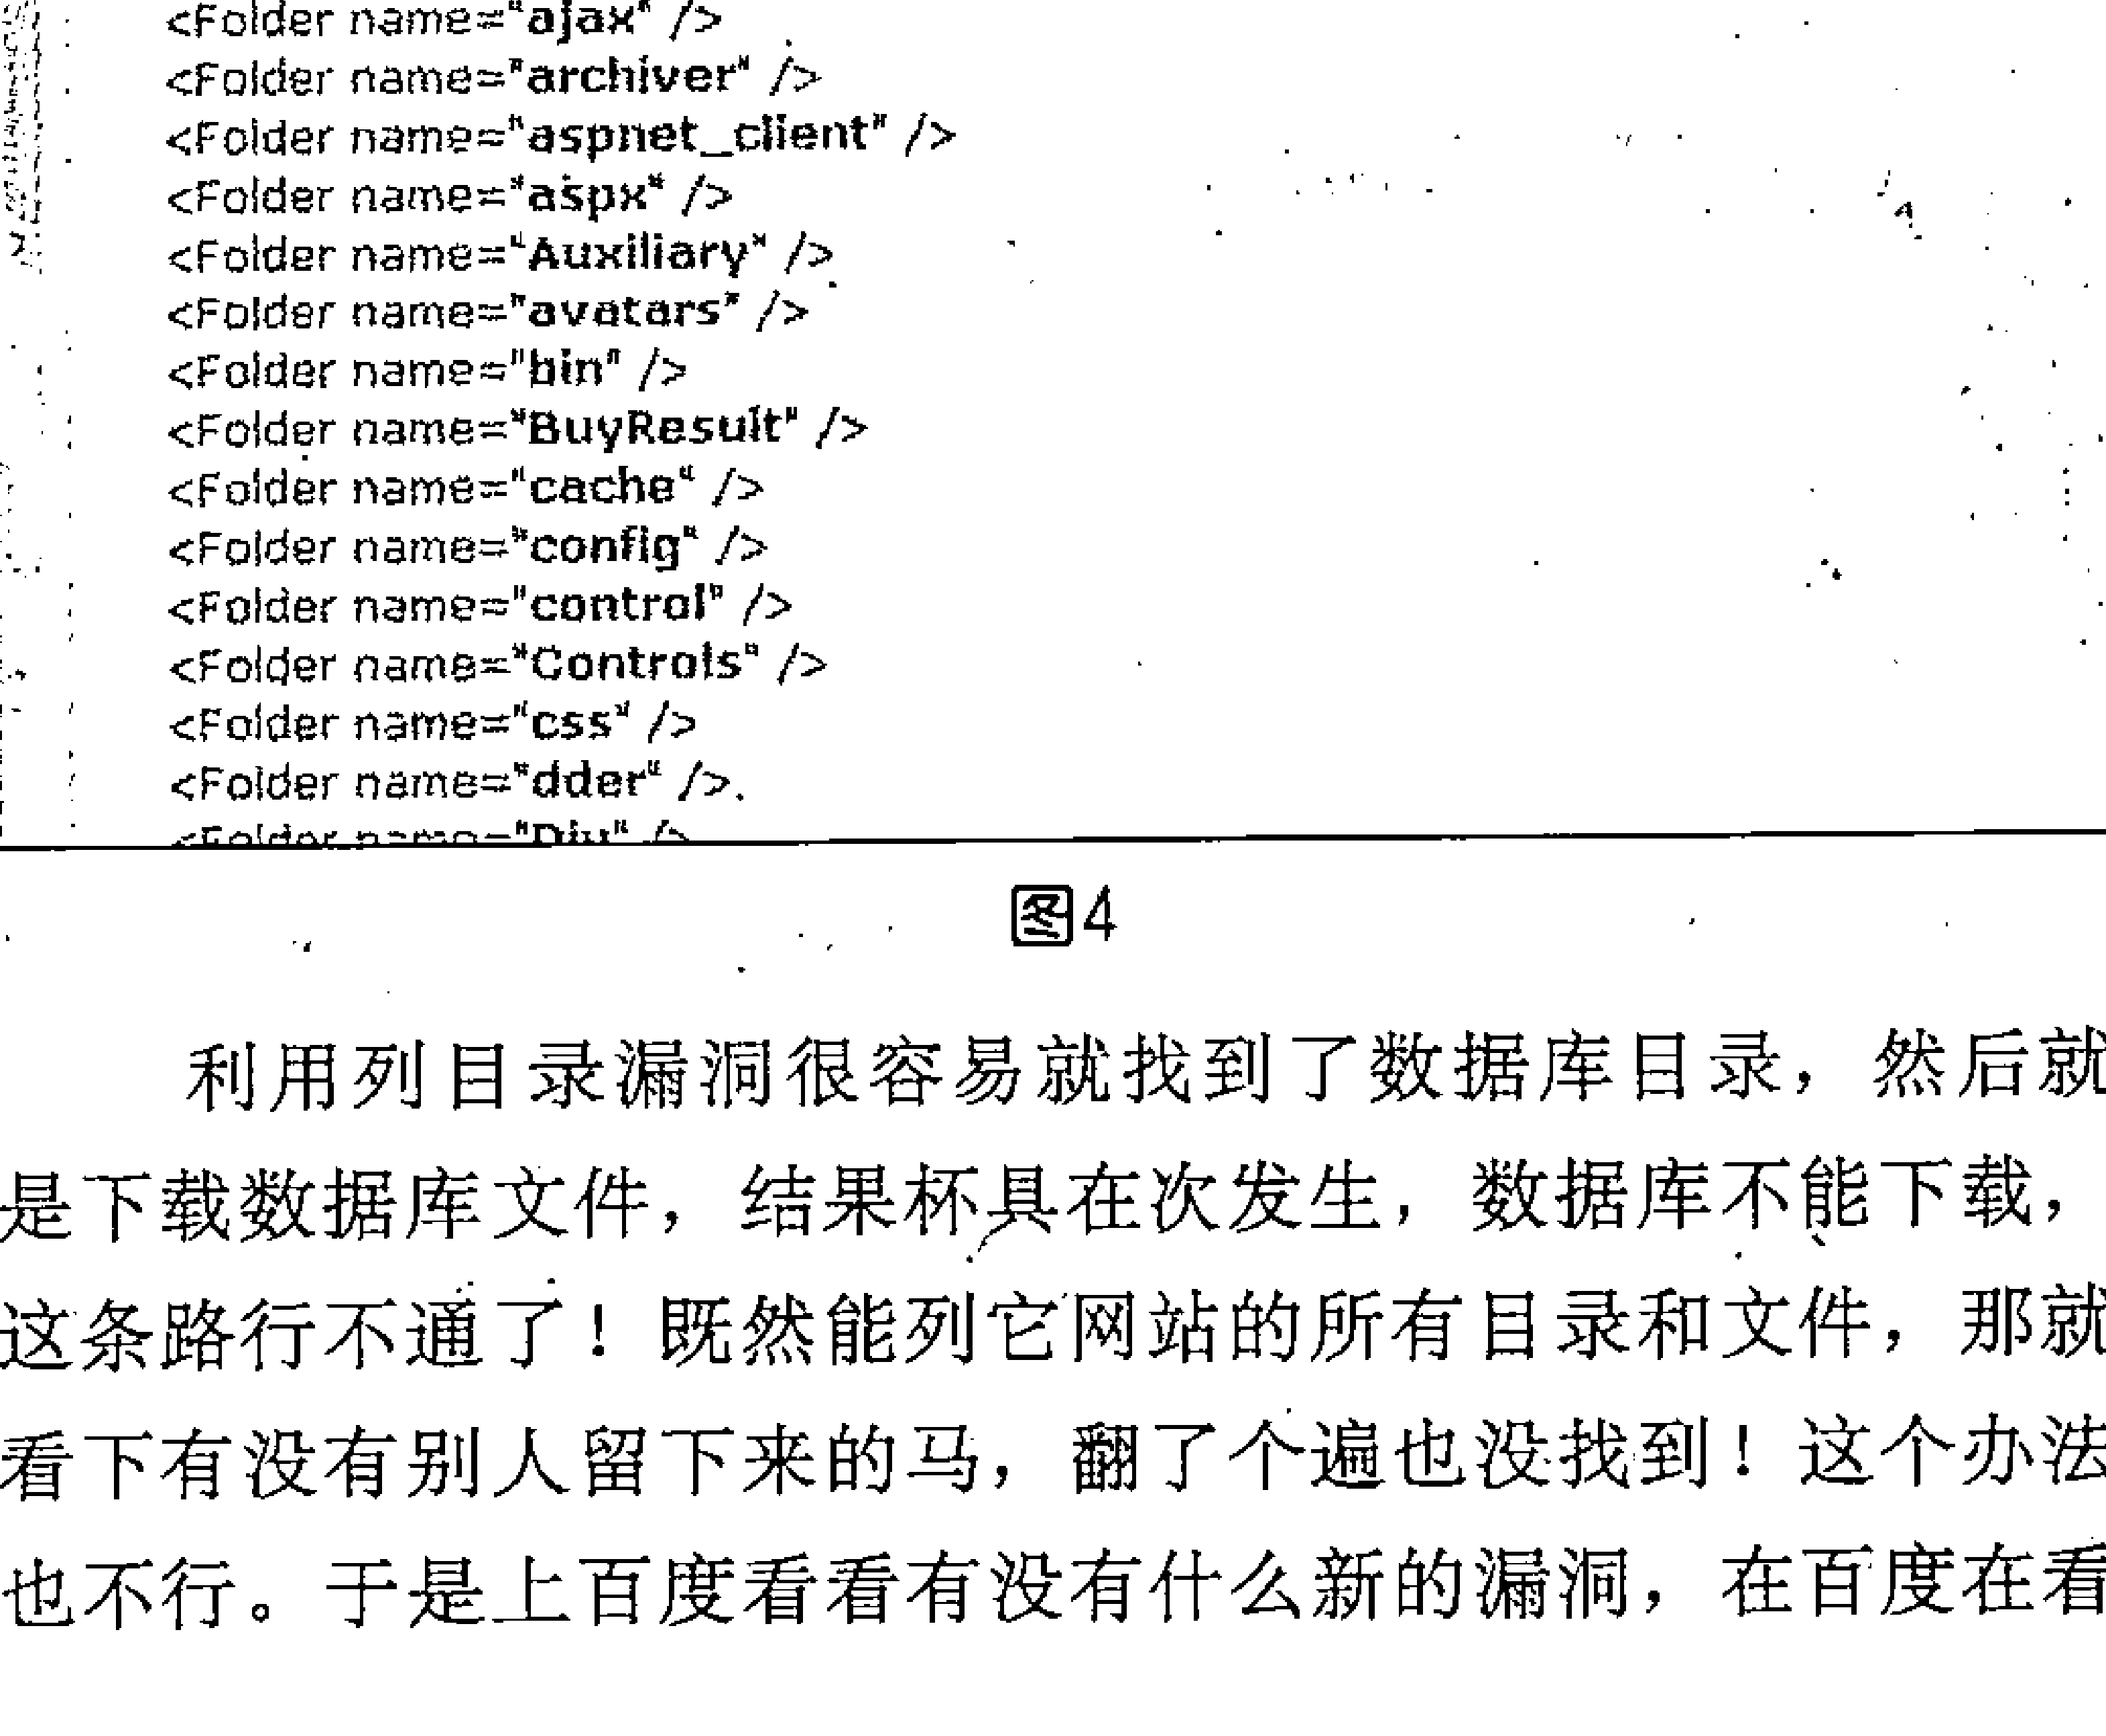 <Folder name="ajax" />
<Folder name="archiver" />
<Folder name="aspnet_client" />
<Folder name="aspx" />
<Folder name="Auxiliary" />
<Folder name="avatars" />
<Folder name="bin" />
<Folder name="BuyResult" />
<Folder name="cache" />
<Folder name="config" />
<Folder name="control" />
<Folder name="Controls" />
<Folder name="css" />
<Folder name="dder" />
<Folder name="Div" />
图4
利用列目录漏洞很容易就找到了数据库目录，然后就
是下载数据库文件，结果杯具在次发生，数据库不能下载，
这条路行不通了！既然能列它网站的所有目录和文件，那就
看下有没有别人留下来的马，翻了个遍也没找到！这个办法
也不行。于是上百度看看有没有什么新的漏洞，在百度在看